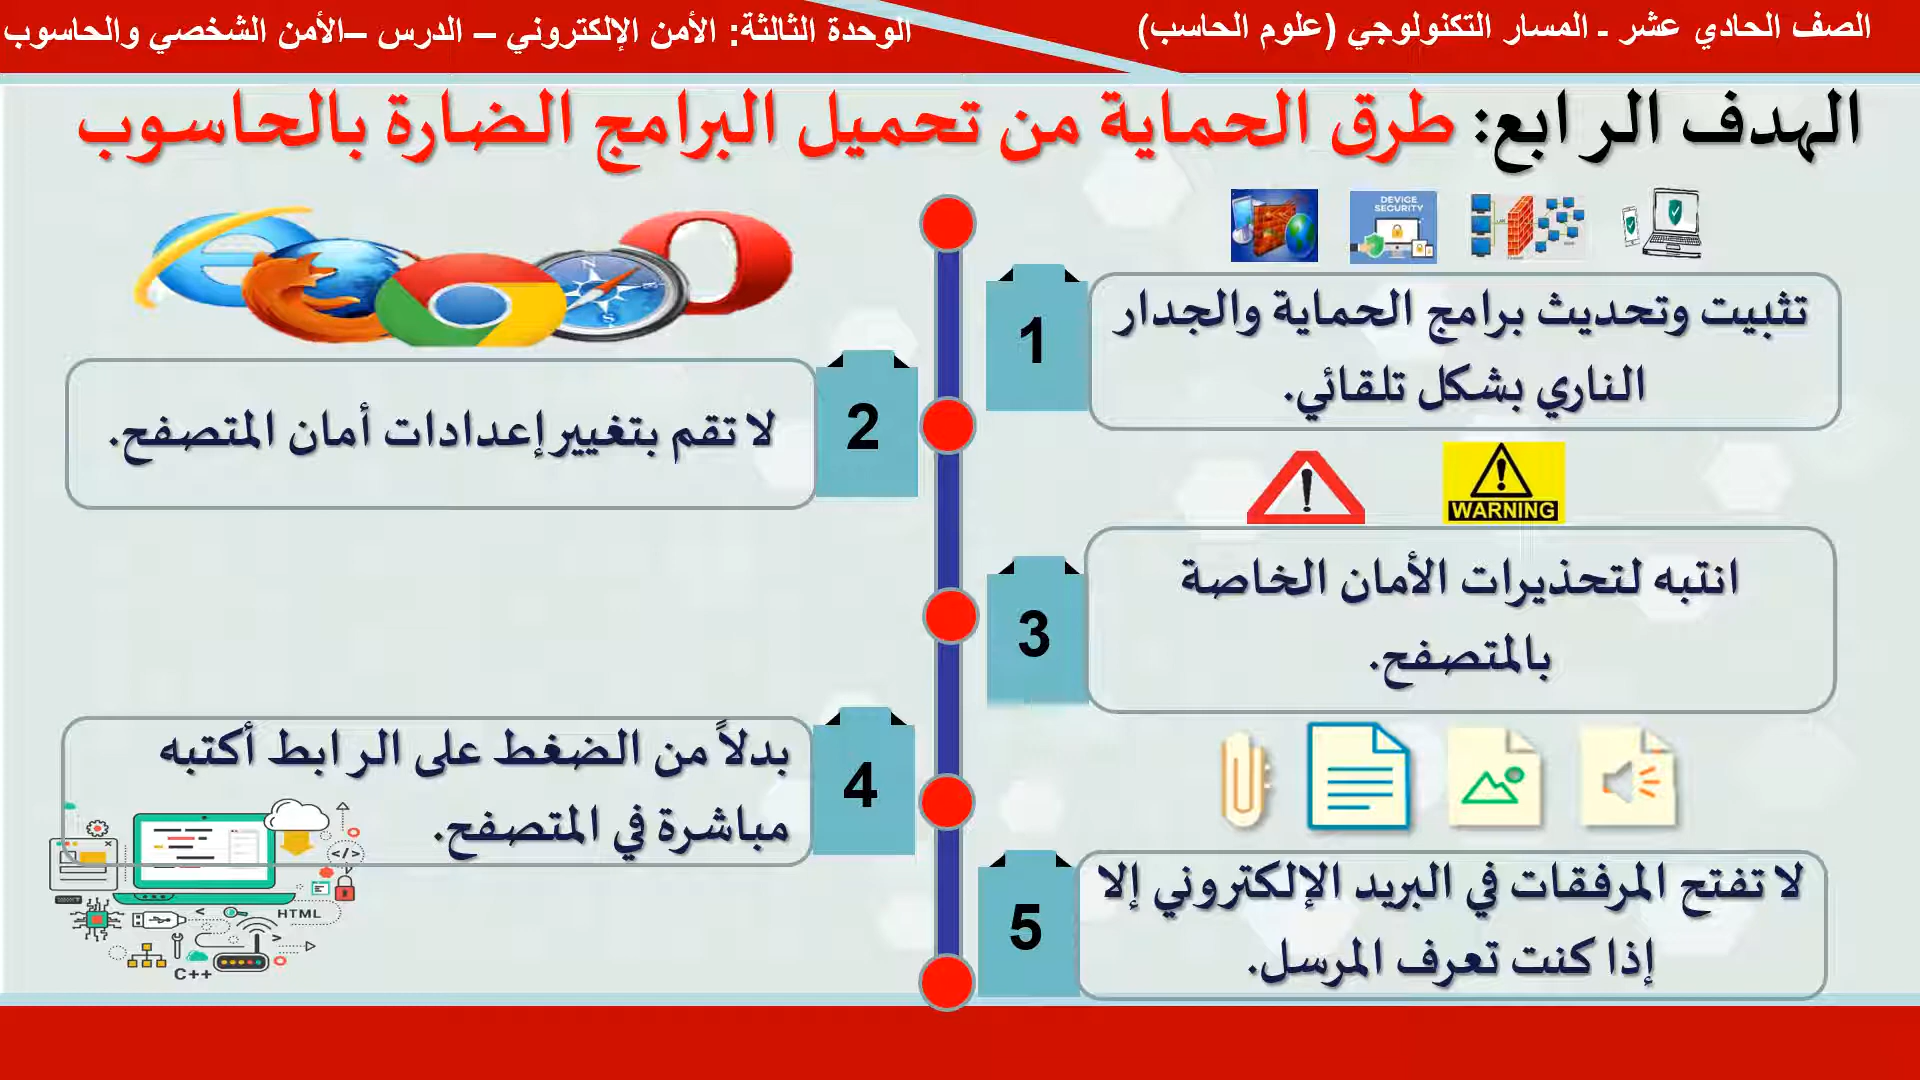 الصف الحادي عشر - المسار التكنولوجي (علوم الحاسب)
الوحدة الثالثة: الأمن الإلكتروني – الدرس –الأمن الشخصي والحاسوب
الهدف الرابع: طرق الحماية من تحميل البرامج الضارة بالحاسوب
DEVICE
SECURITY
1
تثبيت وتحديث برامج الحماية والجدار
الناري بشكل تلقائي.
2
لا تقم بتغيير إعدادات أمان المتصفح.
WARNING
3
انتبه لتحذيرات الأمان الخاصة
بالمتصفح.
4
بدلاً من الضغط على الرابط أكتبه
مباشرة في المتصفح.
</>
HTML
C++
5
لا تفتح المرفقات في البريد الإلكتروني إلا
إذا كنت تعرف المرسل.